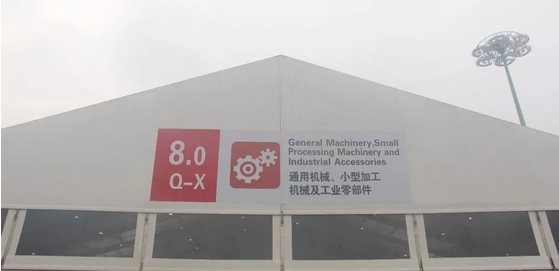 8.0
Q-X
General Machinery,Small
Processing Machinery and
Industrial Accessories
通用机械、小型加工
机械及工业零部件